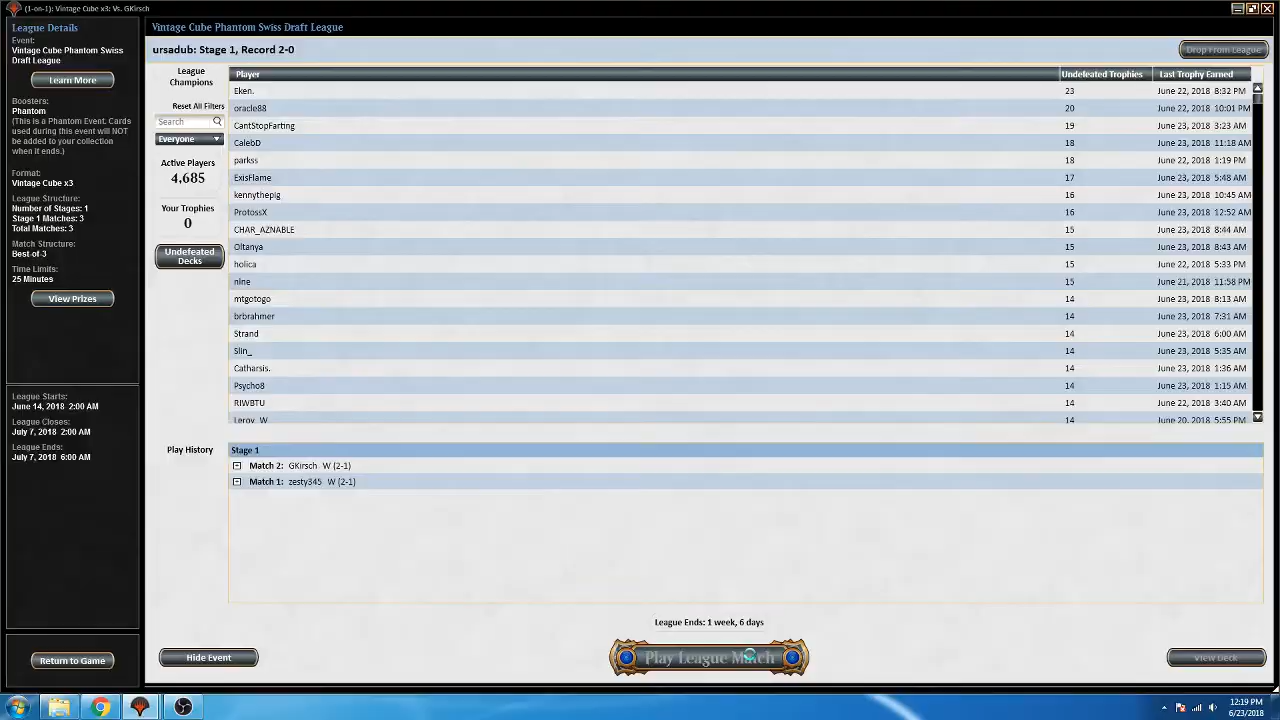 (1-on-1): Vintage Cube x3: Vs. GKirsch
League Details
Event:
Vintage Cube Phantom Swiss
Draft League
Learn More
Boosters:
Phantom
(This is a Phantom Event. Cards
used during this event will NOT
be added to your collection
when it ends.)
Format:
Vintage Cube x3
League Structure:
Number of Stages: 1
Stage 1 Matches: 3
Total Matches: 3
Match Structure:
Best-of-3
Time Limits:
25 Minutes
View Prizes
League Starts:
June 14, 2018 2:00 AM
League Closes:
July 7, 2018 2:00 AM
League Ends:
July 7, 2018 6:00 AM
Return to Game
Vintage Cube Phantom Swiss Draft League
ursadub: Stage 1, Record 2-0
Drop From League
League
Champions
Reset All Filters
Search
Everyone
Active Players
4,685
Your Trophies
0
Undefeated
Decks
Player Undefeated Trophies Last Trophy Earned
Eken. 23 June 22, 2018 8:32 PM
oracle88 20 June 22, 2018 10:01 PM
CantStopFarting 19 June 23, 2018 3:23 AM
CalebD 18 June 23, 2018 11:18 AM
parkss 18 June 22, 2018 1:19 PM
ExisFlame 17 June 23, 2018 5:48 AM
kennythepig 16 June 23, 2018 10:45 AM
ProtossX 16 June 23, 2018 12:52 AM
CHAR_AZNABLE 15 June 23, 2018 8:44 AM
Oltanya 15 June 23, 2018 8:43 AM
holica 15 June 22, 2018 5:33 PM
15 June 21, 2018 11:58 PM
mtgotogo 14 June 23, 2018 8:13 AM
brbrahmer 14 June 23, 2018 7:31 AM
Strand 14 June 23, 2018 6:00 AM
Slin_ 14 June 23, 2018 5:35 AM
Catharsis. 14 June 23, 2018 1:36 AM
Psycho8 14 June 23, 2018 1:15 AM
RIWBTU 14 June 22, 2018 3:40 AM
Leroy_W 14 June 20, 2018 5:55 PM
Play History
Stage 1
Match 2: GKirsch W (2-1)
Match 1: zesty345 W (2-1)
League Ends: 1 week, 6 days
Hide Event
Play League Match
View Deck
12:19 PM
6/23/2018